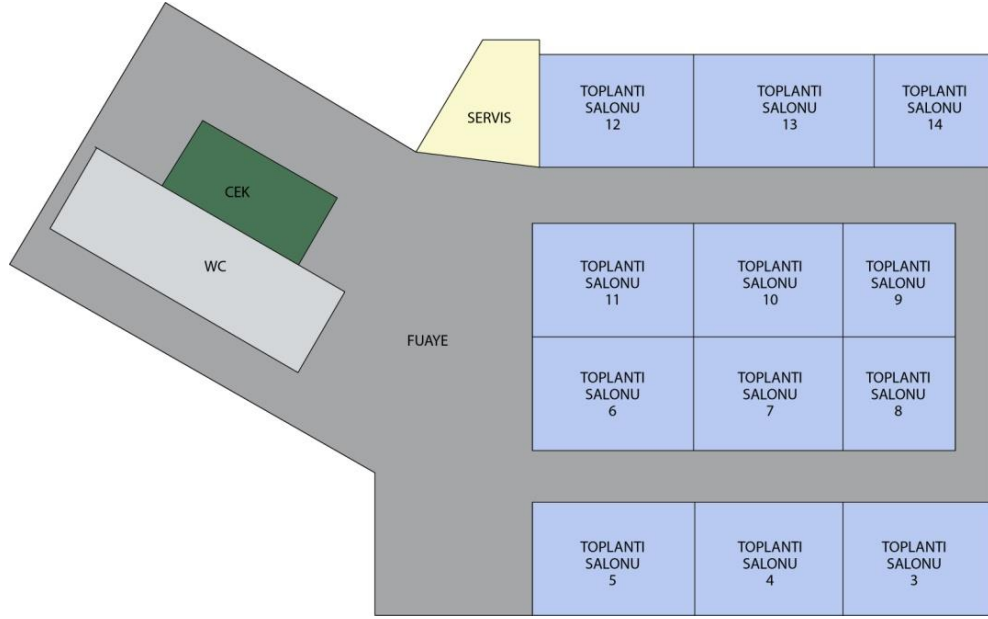 SERVIS
TOPLANTI
SALONU
12
TOPLANTI
SALONU
13
TOPLANTI
SALONU
14
CEK
WC
TOPLANTI
SALONU
11
TOPLANTI
SALONU
10
TOPLANTI
SALONU
9
FUAYE
TOPLANTI
SALONU
6
TOPLANTI
SALONU
7
TOPLANTI
SALONU
8
TOPLANTI
SALONU
5
TOPLANTI
SALONU
4
TOPLANTI
SALONU
3